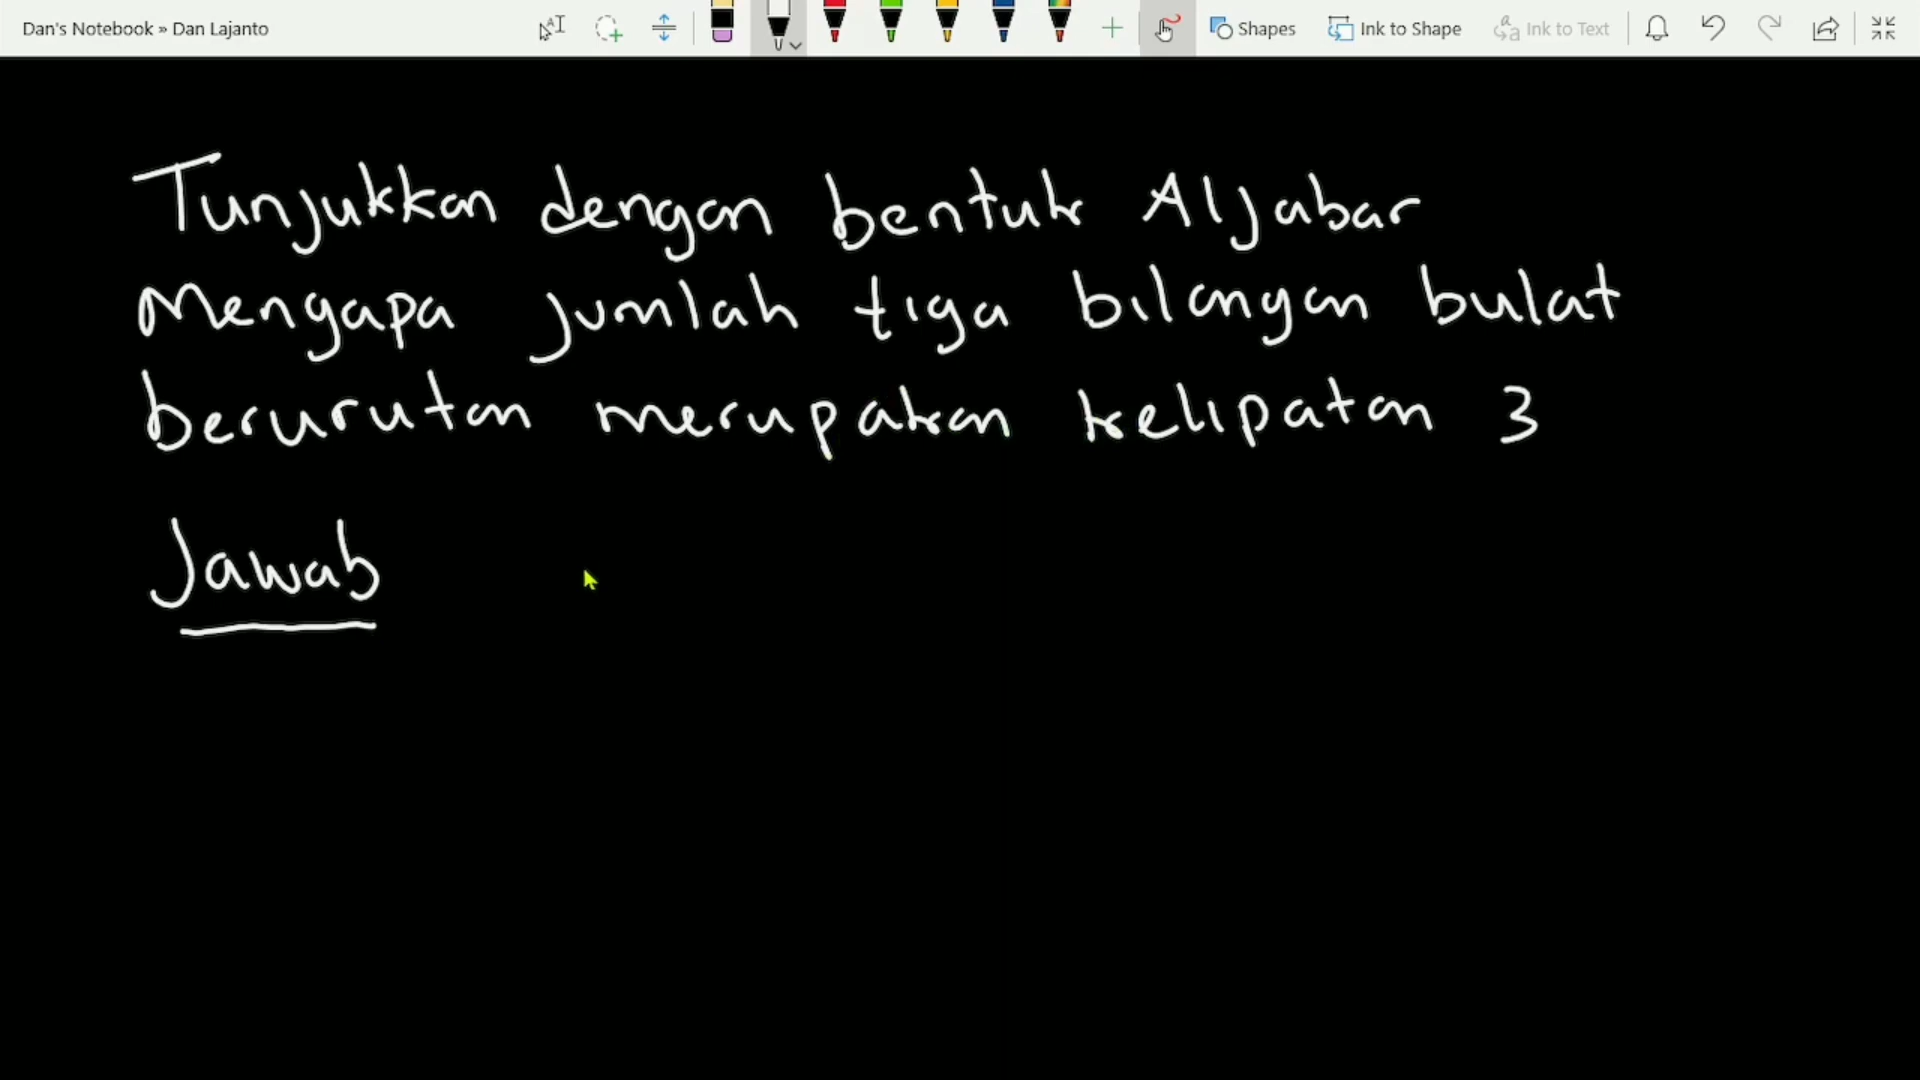 Dan's Notebook » Dan Lajanto
Shapes
Ink to Shape
Ink to Text
Tunjukkan dengan bentuk Aljabar
Mengapa jumlah tiga bilangan bulat
berurutan merupakan kelipatan 3
Jawab